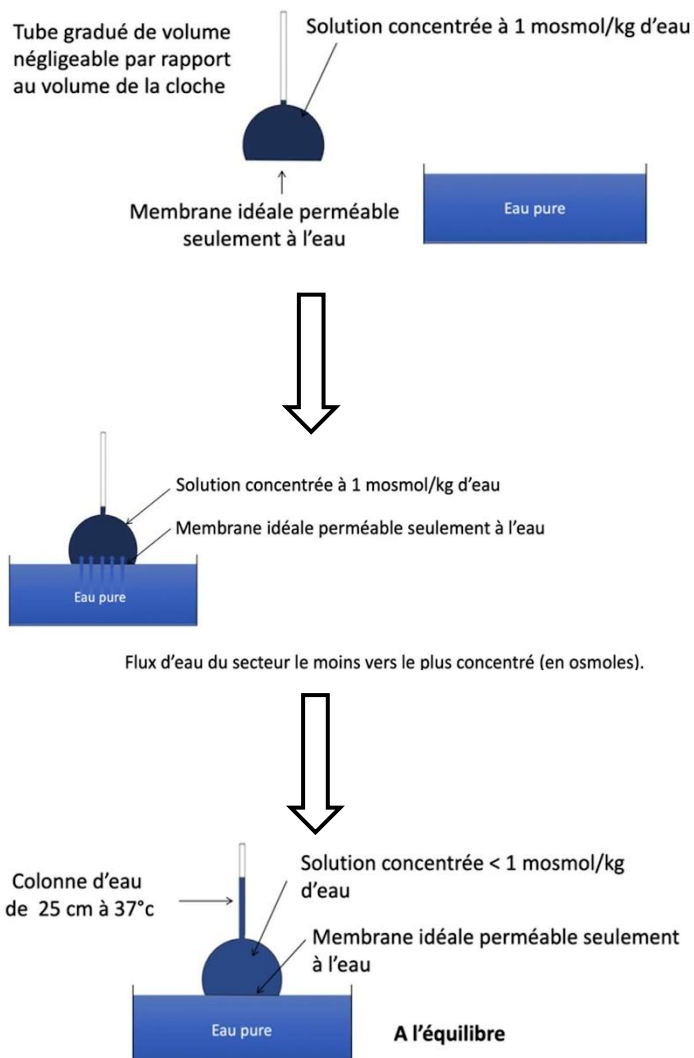 Tube gradué de volume
négligeable par rapport
au volume de la cloche
Solution concentrée à 1 mosmol/kg d'eau
Membrane idéale perméable
seulement à l'eau
Eau pure
Solution concentrée à 1 mosmol/kg d'eau
Membrane idéale perméable seulement à l'eau
Eau pure
Flux d'eau du secteur le moins vers le plus concentré (en osmoles).
Colonne d'eau
de 25 cm à 37°c
Solution concentrée < 1 mosmol/kg
d'eau
Membrane idéale perméable seulement
à l'eau
Eau pure
A l'équilibre